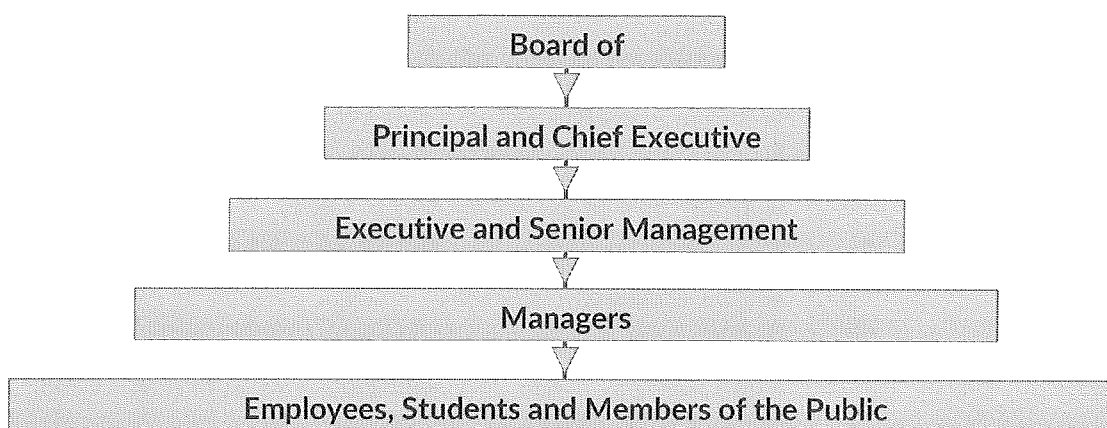 Board of
Principal and Chief Executive
Executive and Senior Management
Managers
Employees, Students and Members of the Public